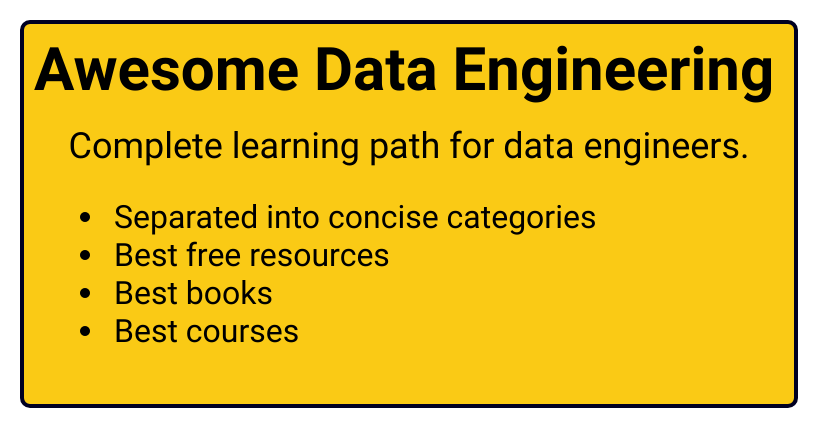 Awesome Data Engineering
Complete learning path for data engineers.
• Separated into concise categories
• Best free resources
• Best books
• Best courses